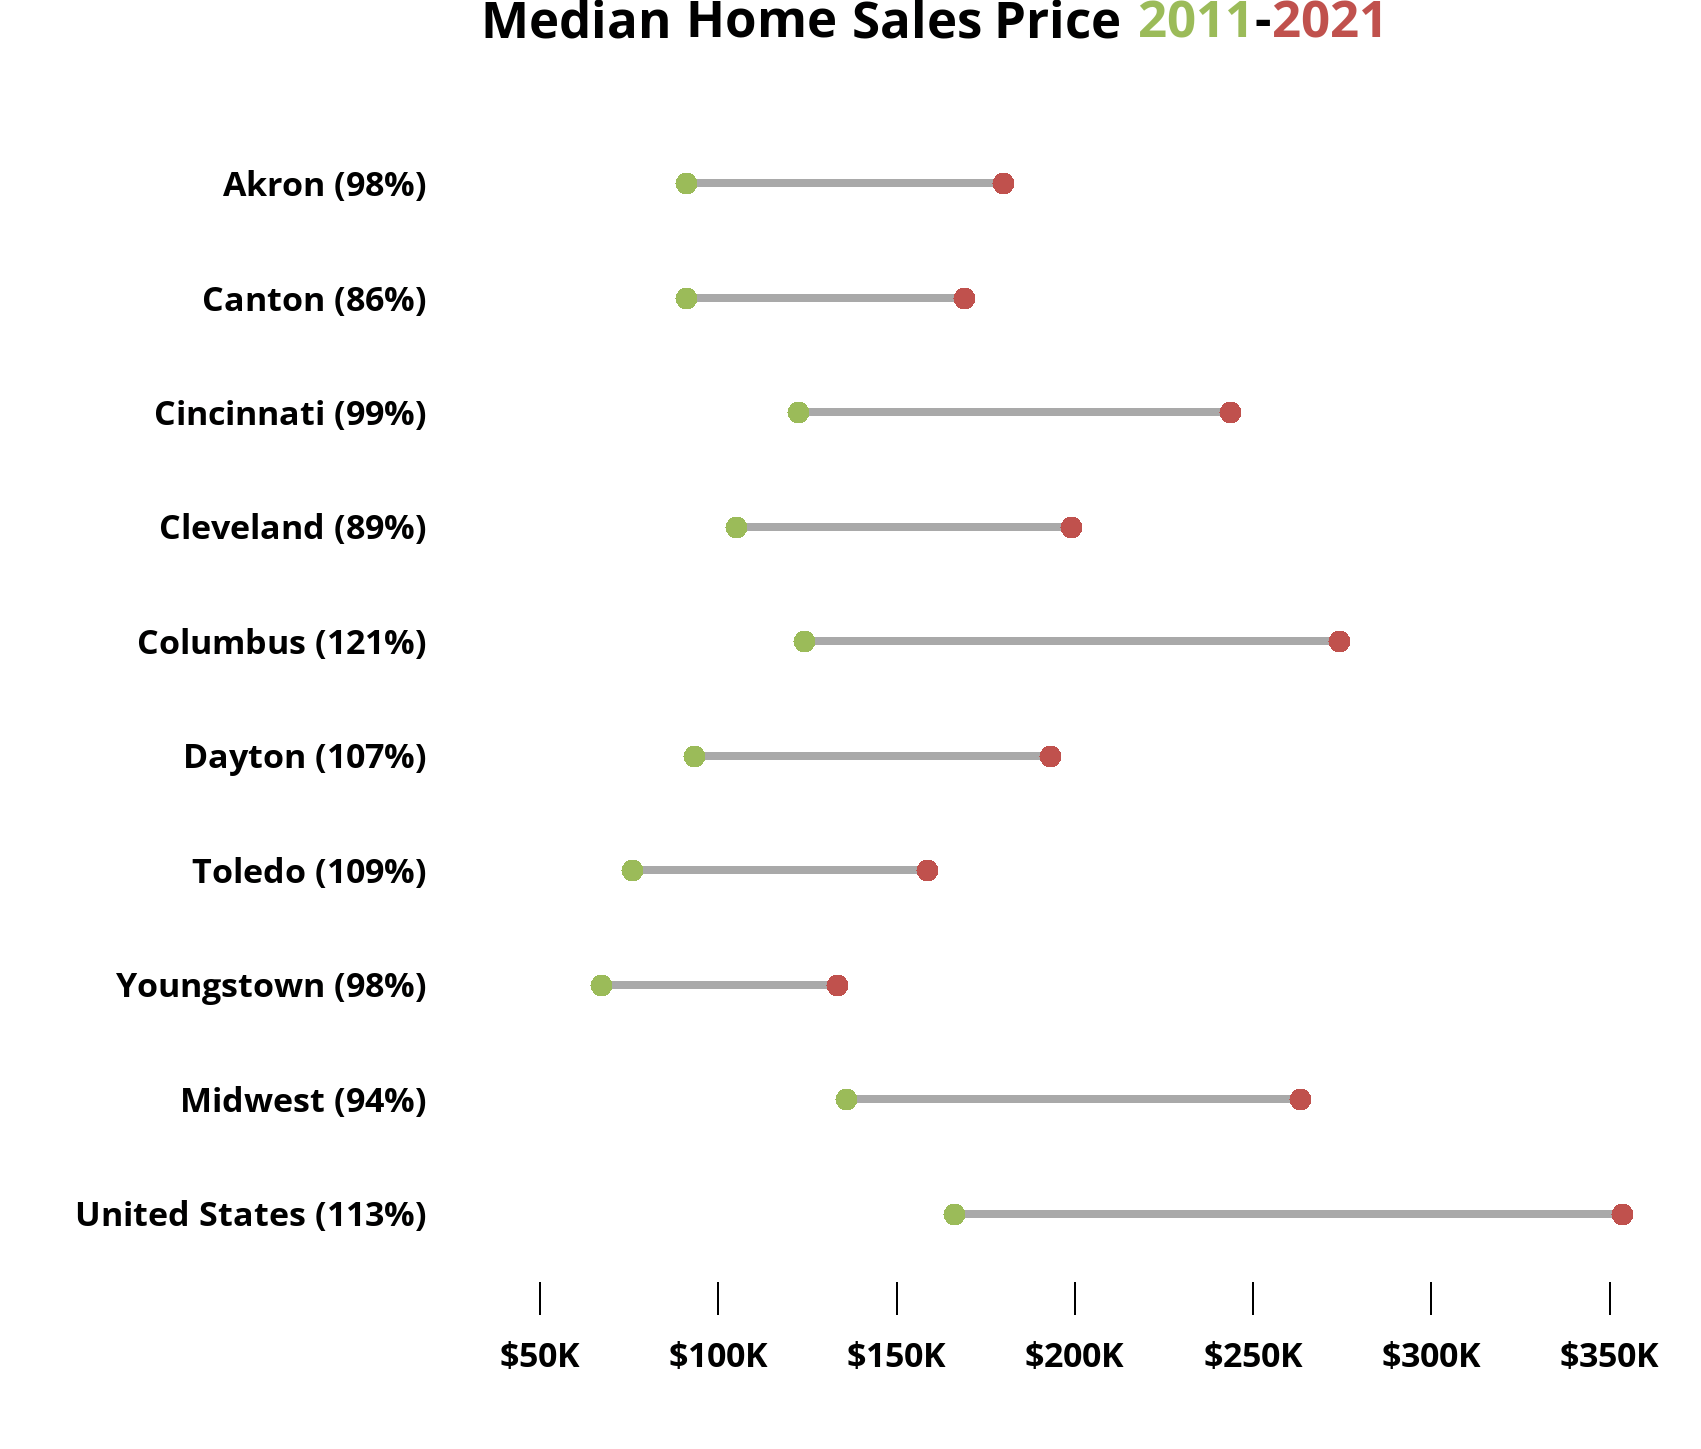 Median Home Sales Price 2011-2021
Akron (98%)
Canton (86%)
Cincinnati (99%)
Cleveland (89%)
Columbus (121%)
Dayton (107%)
Toledo (109%)
Youngstown (98%)
Midwest (94%)
United States (113%)
$50K $100K $150K $200K $250K $300K $350K